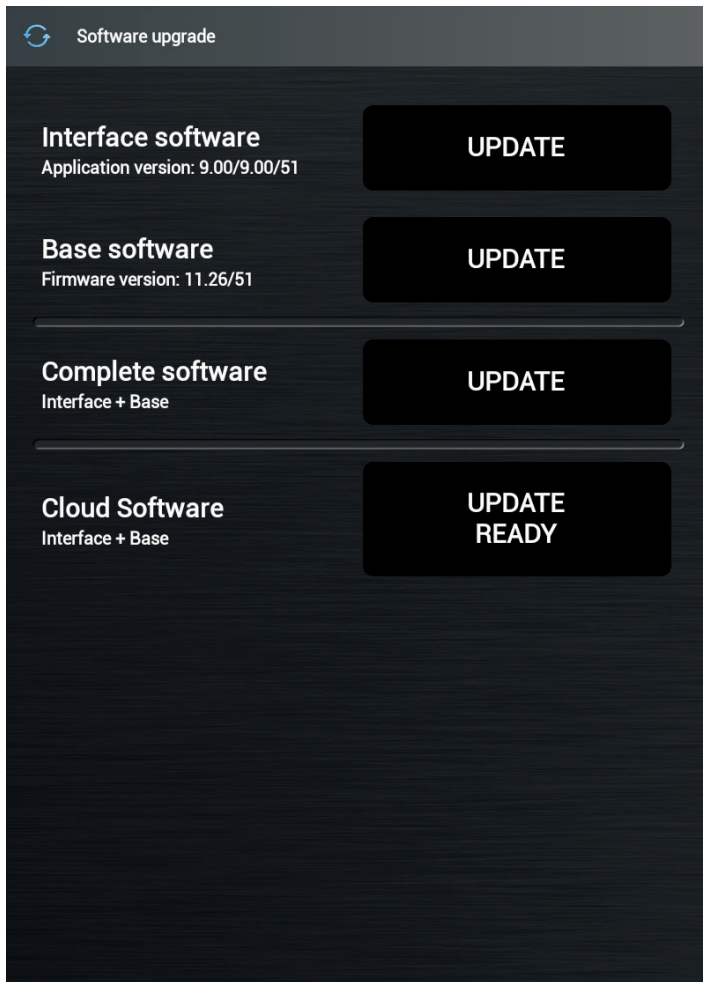 Software upgrade
Interface software
Application version: 9.00/9.00/51
UPDATE
Base software
Firmware version: 11.26/51
UPDATE
Complete software
Interface + Base
UPDATE
Cloud Software
Interface + Base
UPDATE
READY